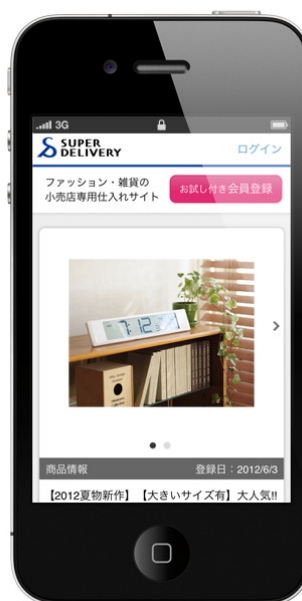 3G
SUPER
DELIVERY
ログイン
ファッション・雑貨の
小売店専用仕入れサイト
お試し付き会員登録
7:12
商品情報
登録日：2012/6/3
【2012夏物新作】【大きいサイズ有】大人気!!